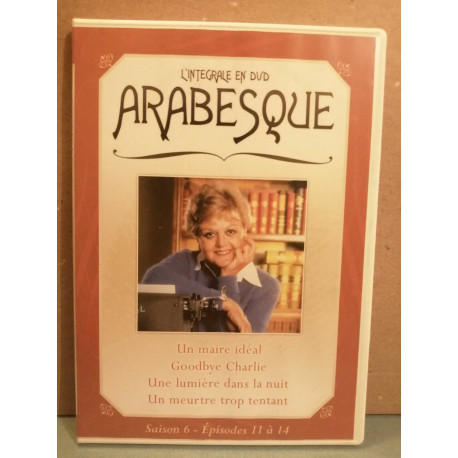 L'INTEGRALE EN DVD
ARABESQUE
Un maire idéal
Goodbye Charlie
Une lumière dans la nuit
Un meurtre trop tentant
Saison 6 - Épisodes 11 à 14